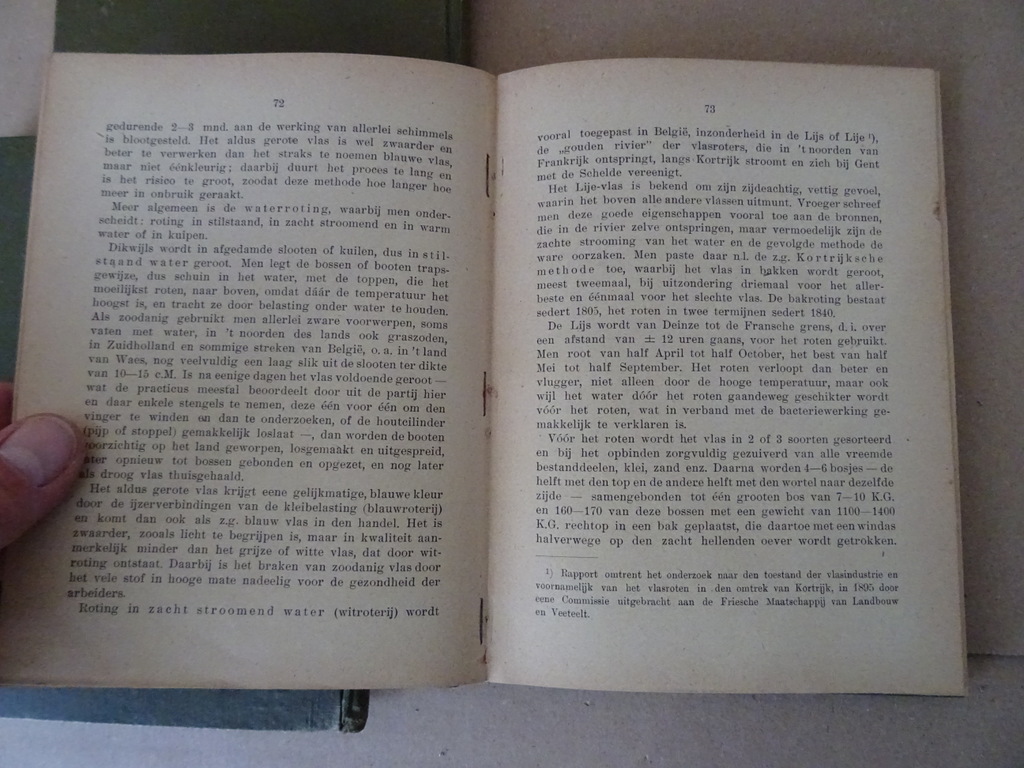 72
gedurende 2—3 mnd. aan de werking van allerlei schimmels
is blootgesteld. Het aldus gerote vlas is wel zwaarder en
beter te verwerken dan het straks te noemen blauwe vlas,
maar niet éénkleurig; daarbij duurt het proces te lang en
is het risico te groot, zoodat deze methode hoe langer hoe
meer in onbruik geraakt.
Meer algemeen is de waterroting, waarbij men onder-
scheidt: roting in stilstaand, in zacht stroomend en in warm
water of in kuipen.
Dikwijls wordt in afgedamde slooten of kuilen, dus in stil-
staand water geroot. Men legt de bossen of booten traps-
gewijze, dus schuin in het water, met de toppen, die het
moeilijkst roten, naar boven, omdat dáár de temperatuur het
hoogst is, en tracht ze door belasting onder water te houden.
Als zoodanig gebruikt men allerlei zware voorwerpen, soms
vaten met water, in 't noorden des lands ook graszoden,
in Zuidholland en sommige streken van België, o. a. in 't land
van Waes, nog veelvuldig een laag slik uit de slooten ter dikte
van 10—15 c.M. Is na eenige dagen het vlas voldoende geroot —
wat de practicus meestal beoordeelt door uit de partij hier
en daar enkele stengels te nemen, deze één voor één om den
vinger te winden en dan te onderzoeken, of de houtcilinder
(pijp of stoppel) gemakkelijk loslaat —, dan worden de booten
voorzichtig op het land geworpen, losgemaakt en uitgespreid,
later opnieuw tot bossen gebonden en opgezet, en nog later
als droog vlas thuisgehaald.
Het aldus gerote vlas krijgt eene gelijkmatige, blauwe kleur
door de ijzerverbindingen van de kleibelasting (blauwroterij)
en komt dan ook als z.g. blauw vlas in den handel. Het is
zwaarder, zooals licht te begrijpen is, maar in kwaliteit aan-
merkelijk minder dan het grijze of witte vlas, dat door wit-
roting ontstaat. Daarbij is het braken van zoodanig vlas door
het vele stof in hooge mate nadeelig voor de gezondheid der
arbeiders.
Roting in zacht stroomend water (witroterij) wordt
73
vooral toegepast in België, inzonderheid in de Lijs of Lije ¹),
de „gouden rivier" der vlasroters, die in 't noorden van
Frankrijk ontspringt, langs Kortrijk stroomt en zich bij Gent
met de Schelde vereenigt.
Het Lije-vlas is bekend om zijn zijdeachtig, vettig gevoel,
waarin het boven alle andere vlassen uitmunt. Vroeger schreef
men deze goede eigenschappen vooral toe aan de bronnen,
die in de rivier zelve ontspringen, maar vermoedelijk zijn de
zachte strooming van het water en de gevolgde methode de
ware oorzaken. Men paste daar n.l. de z.g. Kortrijksche
methode toe, waarbij het vlas in bakken wordt geroot,
meest tweemaal, bij uitzondering driemaal voor het aller-
beste en éénmaal voor het slechte vlas. De bakroting bestaat
sedert 1805, het roten in twee termijnen sedert 1840.
De Lijs wordt van Deinze tot de Fransche grens, d. i. over
een afstand van ± 12 uren gaans, voor het roten gebruikt.
Men root van half April tot half October, het best van half
Mei tot half September. Het roten verloopt dan beter en
vlugger, niet alleen door de hooge temperatuur, maar ook
wijl het water dóór het roten gaandeweg geschikter wordt
vóór het roten, wat in verband met de bacteriewerking ge-
makkelijk te verklaren is.
Vóór het roten wordt het vlas in 2 of 3 soorten gesorteerd
en bij het opbinden zorgvuldig gezuiverd van alle vreemde
bestanddeelen, klei, zand enz. Daarna worden 4—6 bosjes — de
helft met den top en de andere helft met den wortel naar dezelfde
zijde — samengebonden tot één grooten bos van 7—10 K.G.
en 160—170 van deze bossen met een gewicht van 1100—1400
K.G. rechtop in een bak geplaatst, die daartoe met een windas
halverwege op den zacht hellenden oever wordt getrokken.
¹) Rapport omtrent het onderzoek naar den toestand der vlasindustrie en
voornamelijk van het vlasroten in den omtrek van Kortrijk, in 1895 door
eene Commissie uitgebracht aan de Friesche Maatschappij van Landbouw
en Veeteelt.